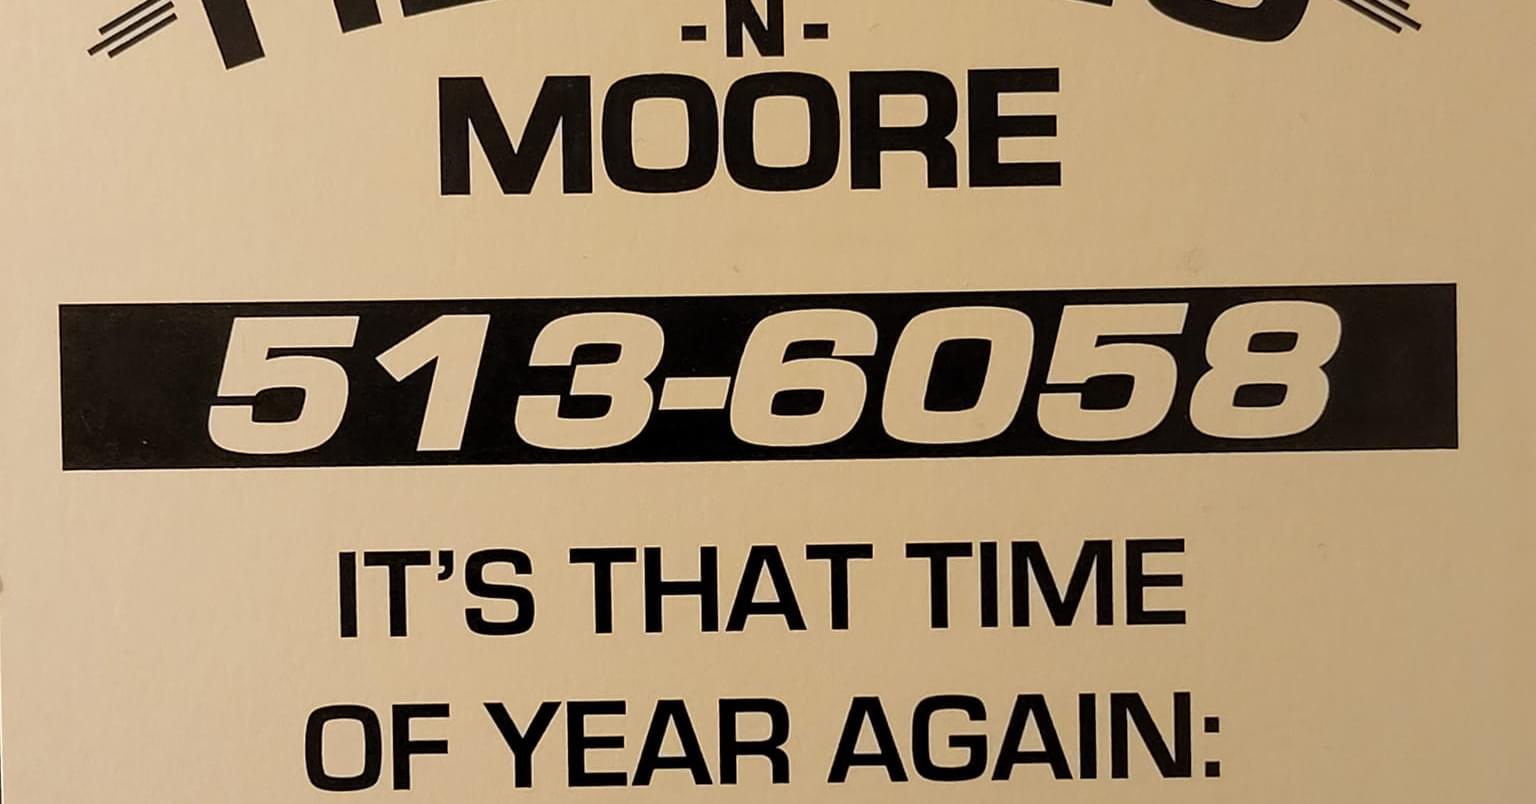 -N-
MOORE
513-6058
IT'S THAT TIME
OF YEAR AGAIN: